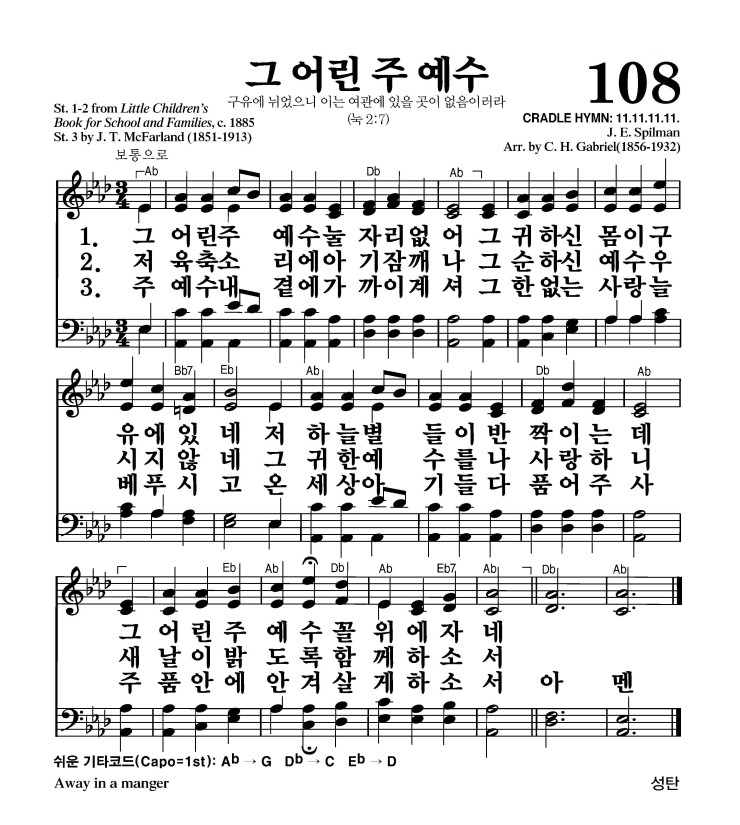 그 어린 주 예수
108
구유에 뉘었으니 이는 여관에 있을 곳이 없음이러라
(눅 2:7)
St. 1-2 from Little Children's
Book for School and Families, c. 1885
St. 3 by J. T. McFarland (1851-1913)
CRADLE HYMN: 11.11.11.11.
J. E. Spilman
Arr. by C. H. Gabriel(1856-1932)
보통으로
Ab Db Ab
3/4
1. 그 어린주 예수눌 자리없 어 그 귀하신 몸이구
2. 저 육축소 리에아 기잠깨 나 그 순하신 예수우
3. 주 예수내 곁에가 까이계 셔 그 한없는 사랑늘
3/4
Bb7 Eb Ab Db Ab
유에있 네 저 하늘별 들이반 짝이는 데
시지않 네 그 귀한예 수를나 사랑하 니
베푸시 고 온 세상아 기들다 품어주 사
Eb Ab Db Ab Eb7 Ab Db Ab
그 어린주 예수꼴 위에자 네
새 날이밝 도록함 께하소 서
주 품안에 안겨살 게하소 서 아 멘
쉬운 기타코드(Capo=1st): Ab → G Db → C Eb → D
Away in a manger
성탄